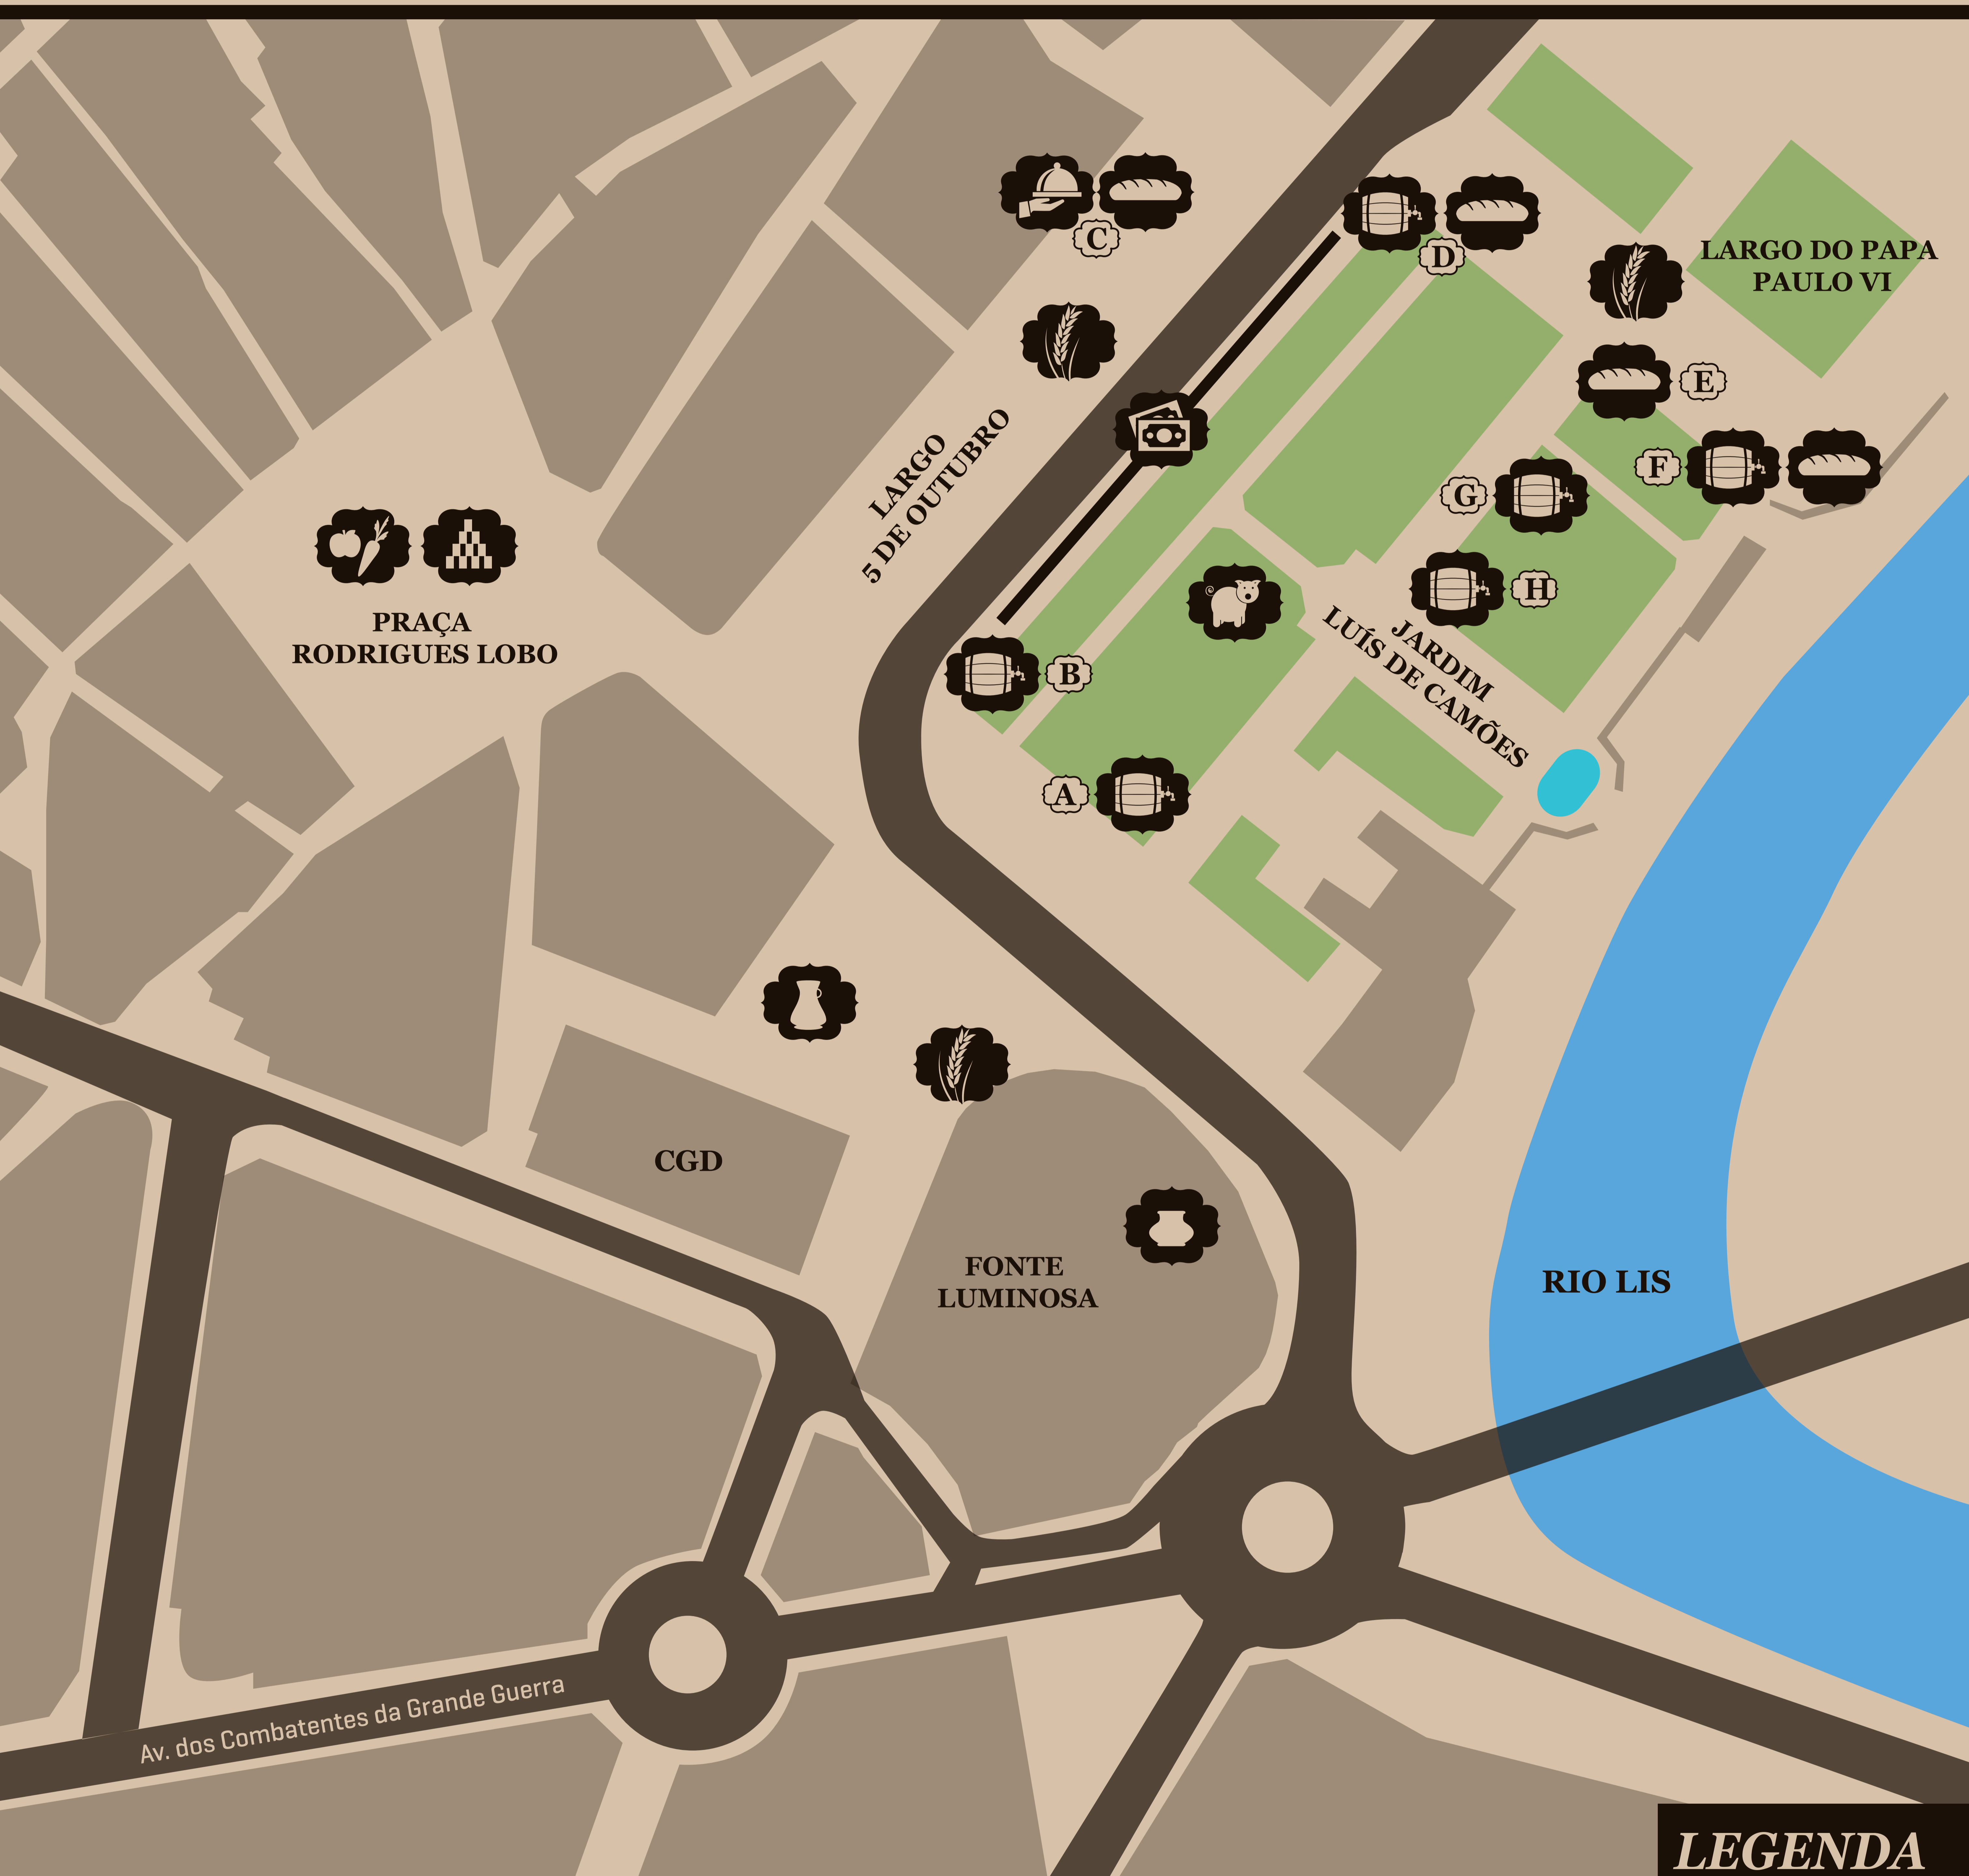 C
D
LARGO DO PAPA
PAULO VI
E
F
G
LARGO
5 DE OUTUBRO
H
PRAÇA
RODRIGUES LOBO
JARDIM
LUÍS DE CAMÕES
B
A
CGD
FONTE
LUMINOSA
RIO LIS
Av. dos Combatentes da Grande Guerra
LEGENDA